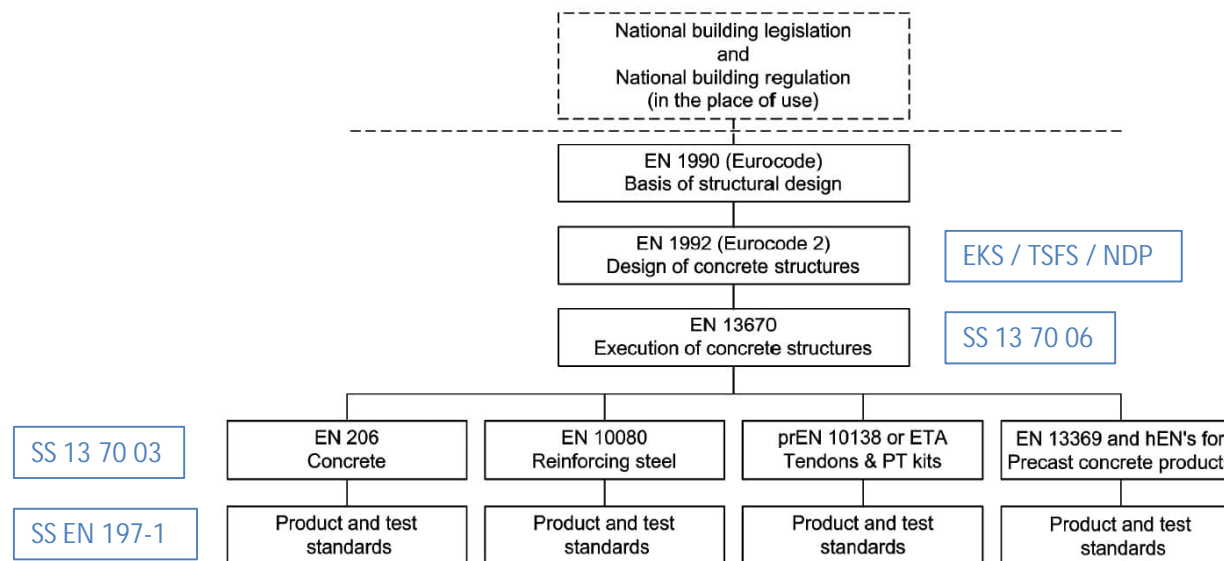 National building legislation
and
National building regulation
(in the place of use)
EN 1990 (Eurocode)
Basis of structural design
EN 1992 (Eurocode 2)
Design of concrete structures
EKS / TSFS / NDP
EN 13670
Execution of concrete structures
SS 13 70 06
SS 13 70 03
EN 206
Concrete
EN 10080
Reinforcing steel
prEN 10138 or ETA
Tendons & PT kits
EN 13369 and hEN's for
Precast concrete product
SS EN 197-1
Product and test
standards
Product and test
standards
Product and test
standards
Product and test
standards